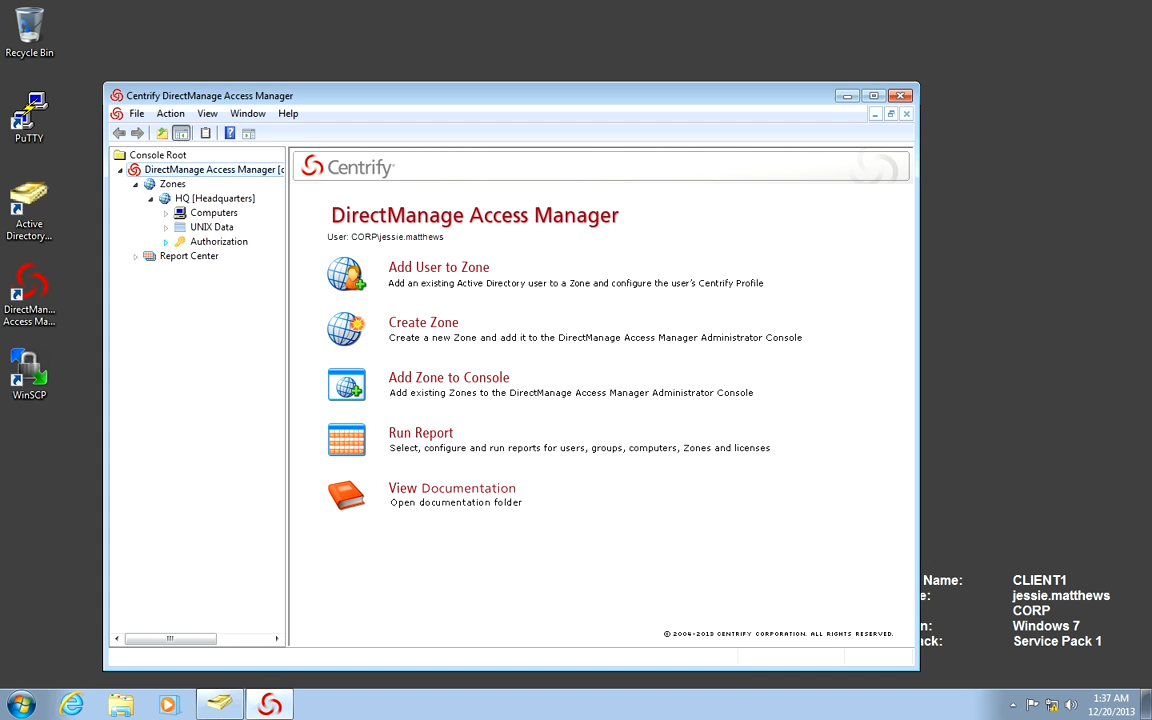 Recycle Bin
PuTTY
Active
Directory...
DirectMan...
Access Ma...
WinSCP
Centrify DirectManage Access Manager
File Action View Window Help
Console Root
DirectManage Access Manager [c
Zones
HQ [Headquarters]
Computers
UNIX Data
Authorization
Report Center
Centrify
DirectManage Access Manager
User: CORP\jessie.matthews
Add User to Zone
Add an existing Active Directory user to a Zone and configure the user's Centrify Profile
Create Zone
Create a new Zone and add it to the DirectManage Access Manager Administrator Console
Add Zone to Console
Add existing Zones to the DirectManage Access Manager Administrator Console
Run Report
Select, configure and run reports for users, groups, computers, Zones and licenses
View Documentation
Open documentation folder
© 2004-2013 CENTRIFY CORPORATION. ALL RIGHTS RESERVED.
Name: CLIENT1
e: jessie.matthews
CORP
n: Windows 7
ack: Service Pack 1
1:37 AM
12/20/2013